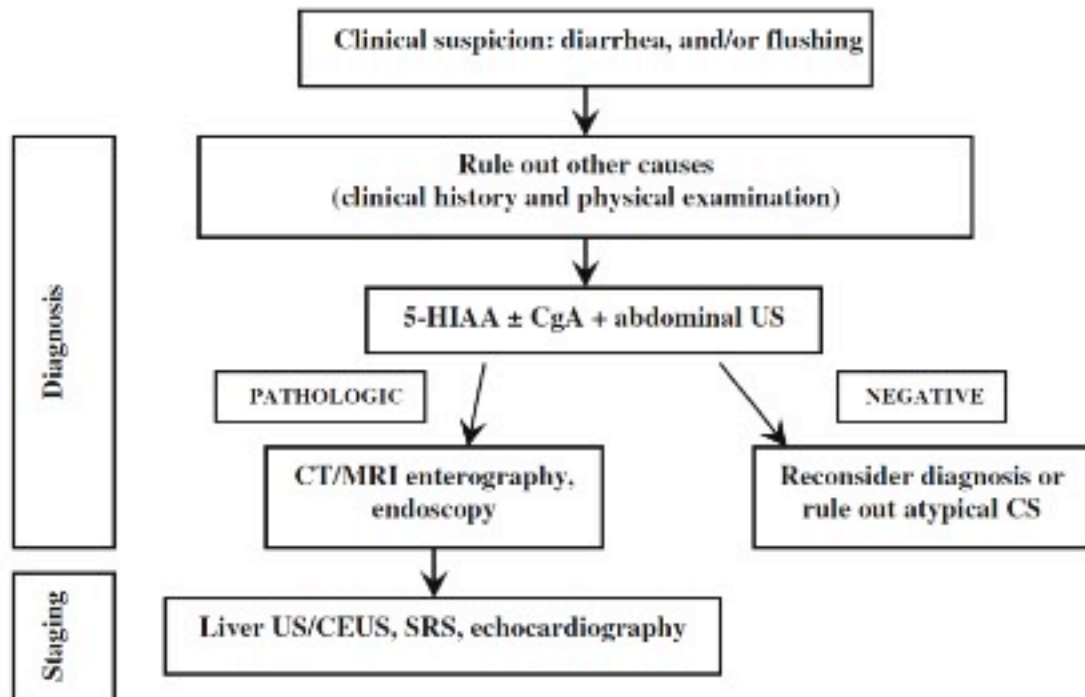 Clinical suspicion: diarrhea, and/or flushing
Diagnosis
Rule out other causes
(clinical history and physical examination)
5-HIAA ± CgA + abdominal US
PATHOLOGIC
NEGATIVE
CT/MRI enterography,
endoscopy
Reconsider diagnosis or
rule out atypical CS
Staging
Liver US/CEUS, SRS, echocardiography